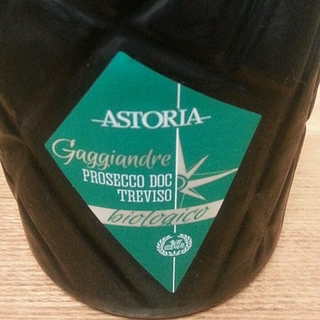 ASTORIA
Gaggiandre
PROSECCO DOC
TREVISO
biologico